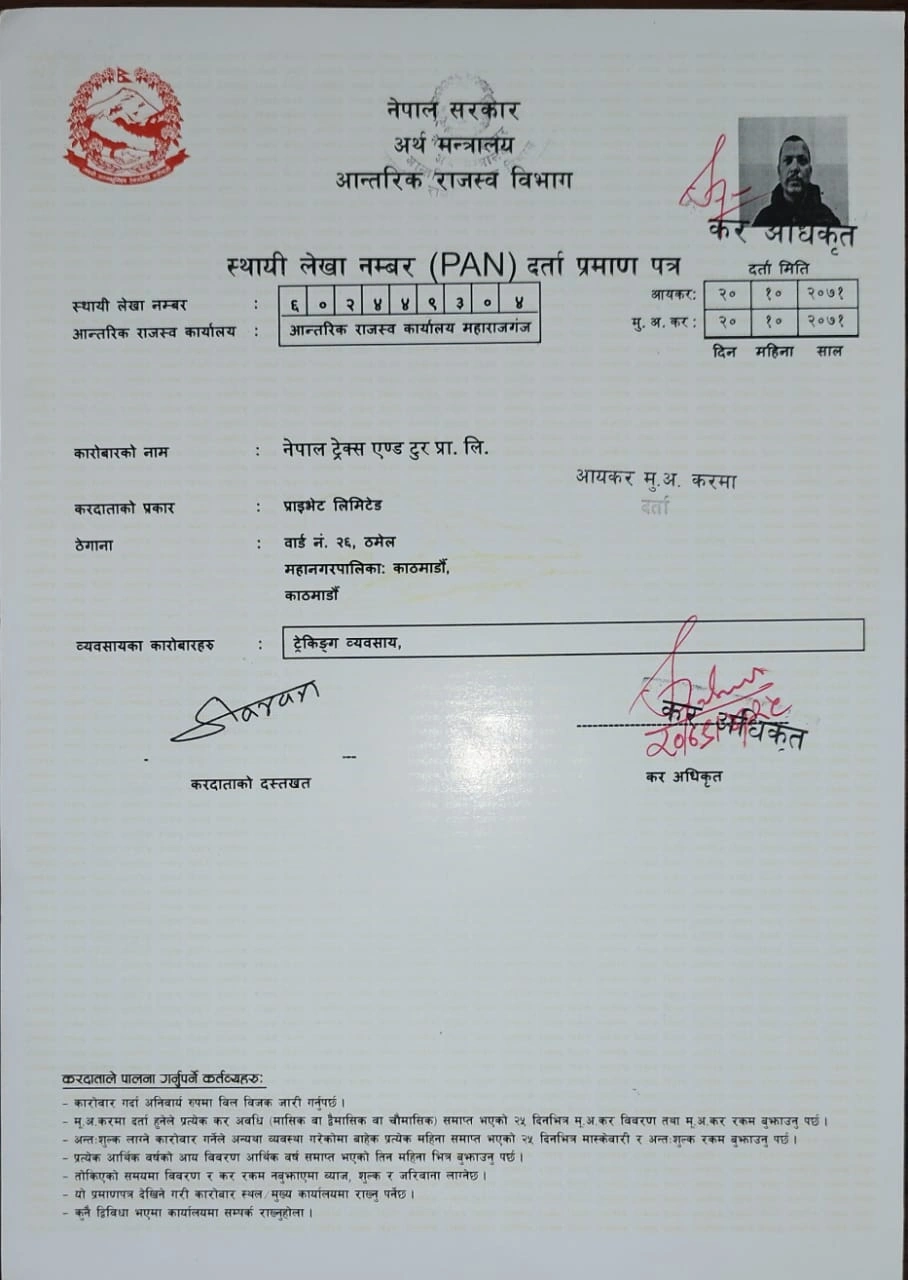 नेपाल सरकार
अर्थ मन्त्रालय
आन्तरिक राजस्व विभाग
कर अधिकृत
स्थायी लेखा नम्बर (PAN) दर्ता प्रमाण पत्र
दर्ता मिति
स्थायी लेखा नम्बर : ६ ० २ ४ ४ ९ ३ ० ४
आयकर: २० १० २०७१
आन्तरिक राजस्व कार्यालय : आन्तरिक राजस्व कार्यालय महाराजगंज
मु. अ. कर : २० १० २०७१
दिन महिना साल
कारोबारको नाम : नेपाल ट्रेक्स एण्ड टुर प्रा. लि.
आयकर मु.अ. करमा
दर्ता
करदाताको प्रकार : प्राइभेट लिमिटेड
ठेगाना : वार्ड नं. २६, ठमेल
महानगरपालिका: काठमाडौँ,
काठमाडौँ
व्यवसायका कारोबारहरु : ट्रेकिङ्ग व्यवसाय,
कर अधिकृत
करदाताको दस्तखत
कर अधिकृत
करदाताले पालना गर्नुपर्ने कर्तव्यहरु:
- कारोबार गर्दा अनिवार्य रुपमा विल विजक जारी गर्नुपर्छ ।
- मू.अ.करमा दर्ता हुनेले प्रत्येक कर अवधि (मासिक वा द्वैमासिक वा चौमासिक) समाप्त भएको २५ दिनभित्र मू.अ.कर विवरण तथा मू.अ.कर रकम बुझाउनु पर्छ ।
- अन्त:शुल्क लाग्ने कारोबार गर्नेले अन्यथा व्यवस्था गरेकोमा बाहेक प्रत्येक महिना समाप्त भएको २५ दिनभित्र मास्केवारी र अन्त:शुल्क रकम बुझाउनु पर्छ ।
- प्रत्येक आर्थिक वर्षको आय विवरण आर्थिक वर्ष समाप्त भएको तिन महिना भित्र बुझाउनु पर्छ ।
- तोकिएको समयमा विवरण र कर रकम नबुझाएमा ब्याज, शुल्क र जरिवाना लाग्नेछ ।
- यो प्रमाणपत्र देखिने गरी कारोबार स्थल/मुख्य कार्यालयमा राख्नु पर्नेछ ।
- कुनै द्विविधा भएमा कार्यालयमा सम्पर्क राख्नुहोला ।